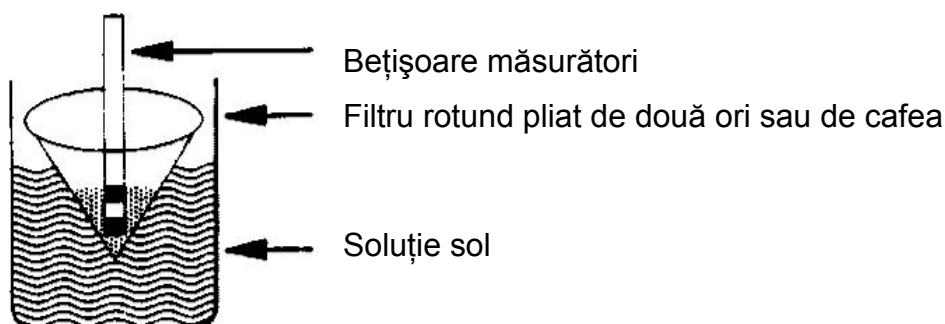 Bețişoare măsurători
Filtru rotund pliat de două ori sau de cafea
Soluție sol